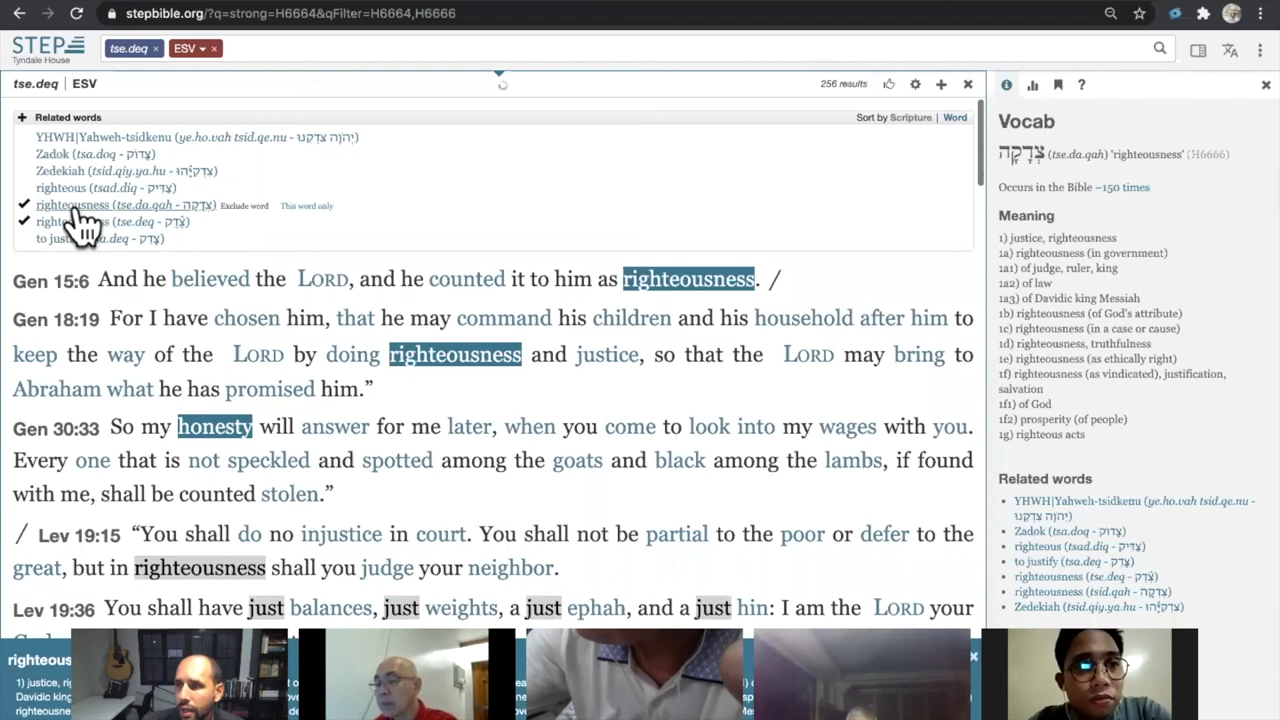 stepbible.org/?q=strong=H6664&qFilter=H6664,H6666
STEP
Tyndale House
tse.deq × ESV ×
tse.deq | ESV
256 results
Related words
Sort by Scripture | Word
YHWH|Yahweh-tsidkenu (ye.ho.vah tsid.qe.nu - יְהֹוָה צִדְקֵנוּ)
Zadok (tsa.doq - צָדוֹק)
Zedekiah (tsid.qiy.ya.hu - צִדְקִיָּ֫הוּ)
righteous (tsad.diq - צַדִּיק)
righteousness (tse.da.qah - צְדָקָה) Exclude word This word only
(tse.deq - צֶ֫דֶק)
to - צָדַק)
Gen 15:6 And he believed the LORD, and he counted it to him as righteousness. /
Gen 18:19 For I have chosen him, that he may command his children and his household after him to
keep the way of the LORD by doing righteousness and justice, so that the LORD may bring to
Abraham what he has promised him.”
Gen 30:33 So my honesty will answer for me later, when you come to look into my wages with you.
Every one that is not speckled and spotted among the goats and black among the lambs, if found
with me, shall be counted stolen.”
/ Lev 19:15 “You shall do no injustice in court. You shall not be partial to the poor or defer to the
great, but in righteousness shall you judge your neighbor.
Lev 19:36 You shall have just balances, just weights, a just ephah, and a just hin: I am the LORD your
Vocab
צְדָקָה (tse.da.qah) 'righteousness' (H6666)
Occurs in the Bible ~150 times
Meaning
1) justice, righteousness
1a) righteousness (in government)
1a1) of judge, ruler, king
1a2) of law
1a3) of Davidic king Messiah
1b) righteousness (of God's attribute)
1c) righteousness (in a case or cause)
1d) righteousness, truthfulness
1e) righteousness (as ethically right)
1f) righteousness (as vindicated), justification,
salvation
1f1) of God
1f2) prosperity (of people)
1g) righteous acts
Related words
YHWH|Yahweh-tsidkenu (ye.ho.vah tsid.qe.nu -
יְהֹוָה צִדְקֵנוּ)
Zadok (tsa.doq - צָדוֹק)
righteous (tsad.diq - צַדִּיק)
to justify (tsa.deq - צָדַק)
righteousness (tse.deq - צֶ֫דֶק)
righteousness (tsid.qah - צִדְקָה)
Zedekiah (tsid.qiy.ya.hu - צִדְקִיָּ֫הוּ)